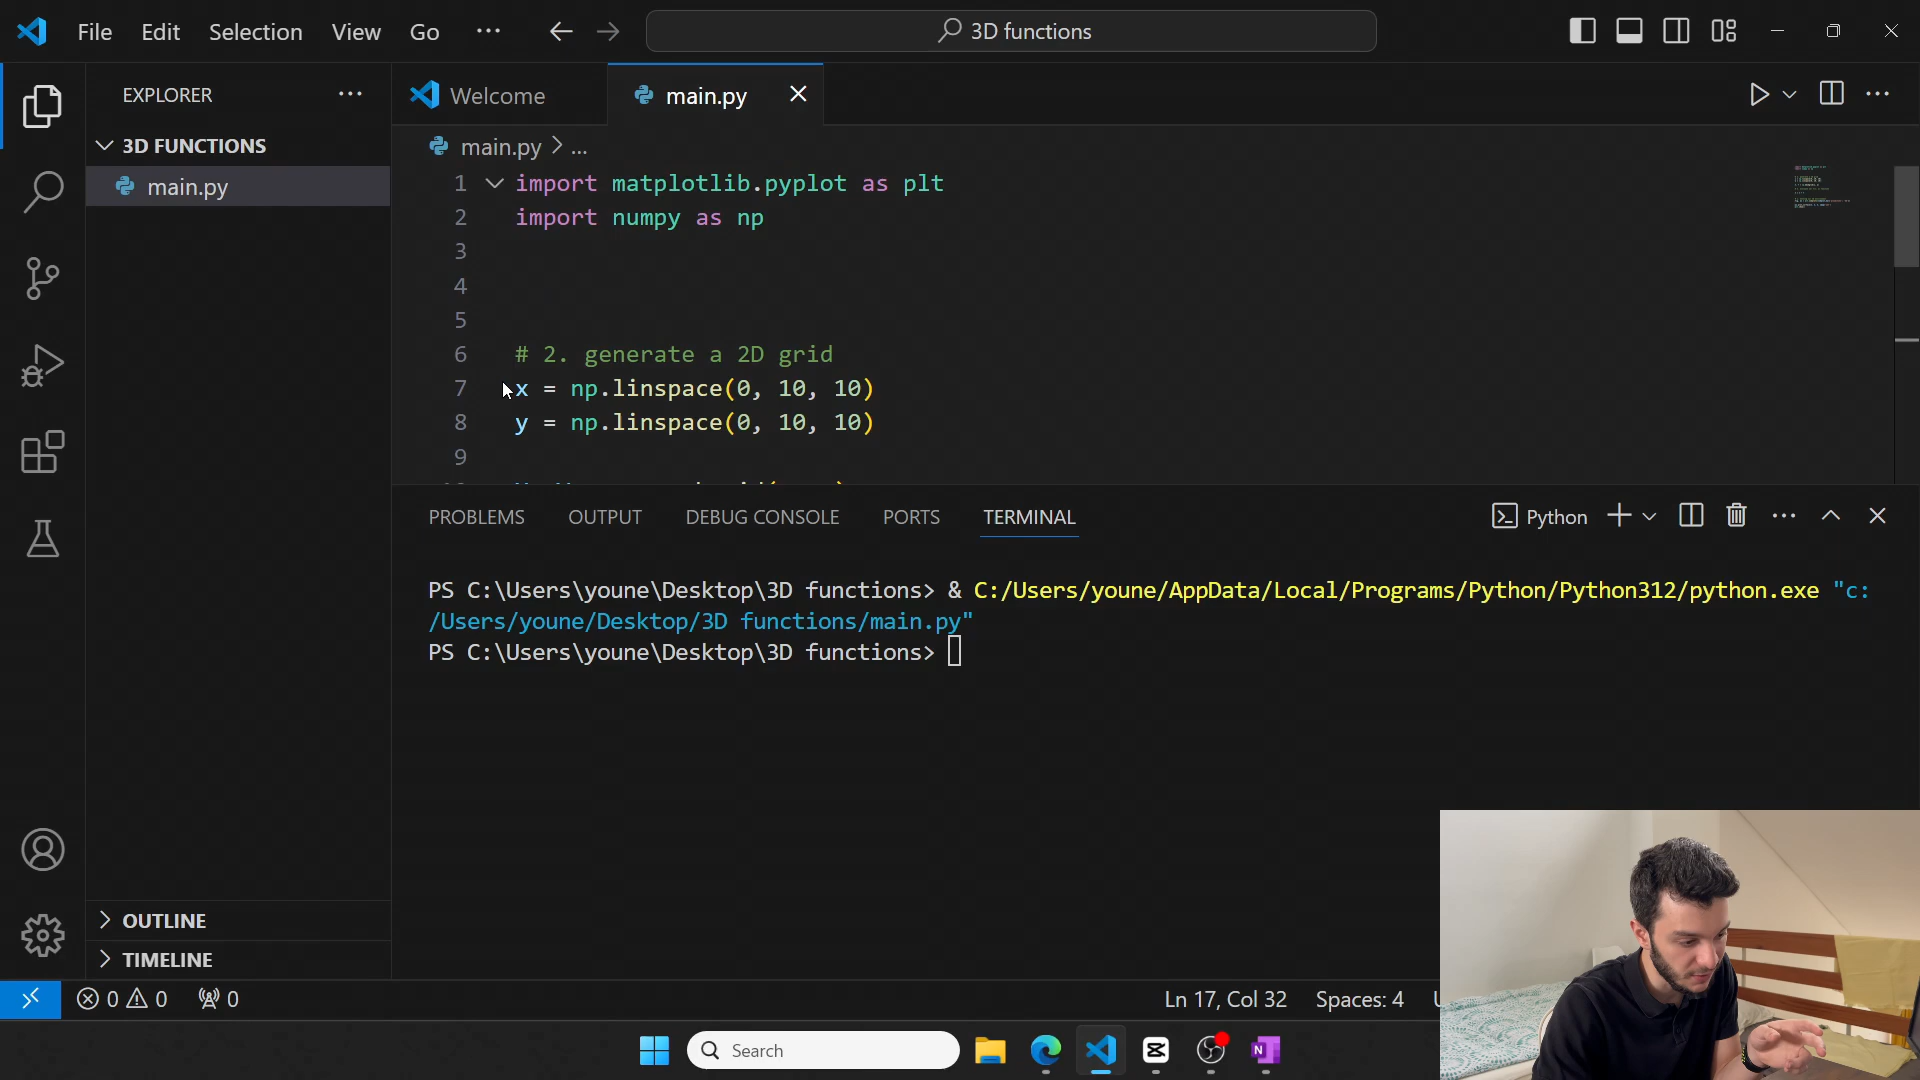 File Edit Selection View Go ··· 3D functions
EXPLORER ···
3D FUNCTIONS
main.py
OUTLINE
TIMELINE
Welcome main.py
main.py > ...
1 import matplotlib.pyplot as plt
2 import numpy as np
3
4
5
6 # 2. generate a 2D grid
7 x = np.linspace(0, 10, 10)
8 y = np.linspace(0, 10, 10)
9
PROBLEMS OUTPUT DEBUG CONSOLE PORTS TERMINAL Python
PS C:\Users\youne\Desktop\3D functions> & C:/Users/youne/AppData/Local/Programs/Python/Python312/python.exe "c:
/Users/youne/Desktop/3D functions/main.py"
PS C:\Users\youne\Desktop\3D functions>
0 0 0 Ln 17, Col 32 Spaces: 4
Search